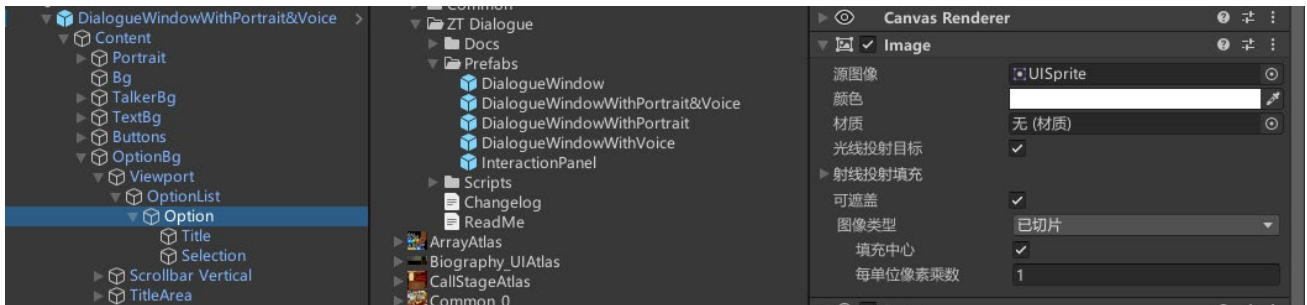 DialogueWindowWithPortrait&Voice
Content
Portrait
Bg
TalkerBg
TextBg
Buttons
OptionBg
Viewport
OptionList
Option
Title
Selection
Scrollbar Vertical
TitleArea
Common
ZT Dialogue
Docs
Prefabs
DialogueWindow
DialogueWindowWithPortrait&Voice
DialogueWindowWithPortrait
DialogueWindowWithVoice
InteractionPanel
Scripts
Changelog
ReadMe
ArrayAtlas
Biography_UIAtlas
CallStageAtlas
Common_0
Canvas Renderer
Image
源图像 UISprite
颜色
材质 无 (材质)
光线投射目标
射线投射填充
可遮盖
图像类型 已切片
填充中心
每单位像素乘数 1